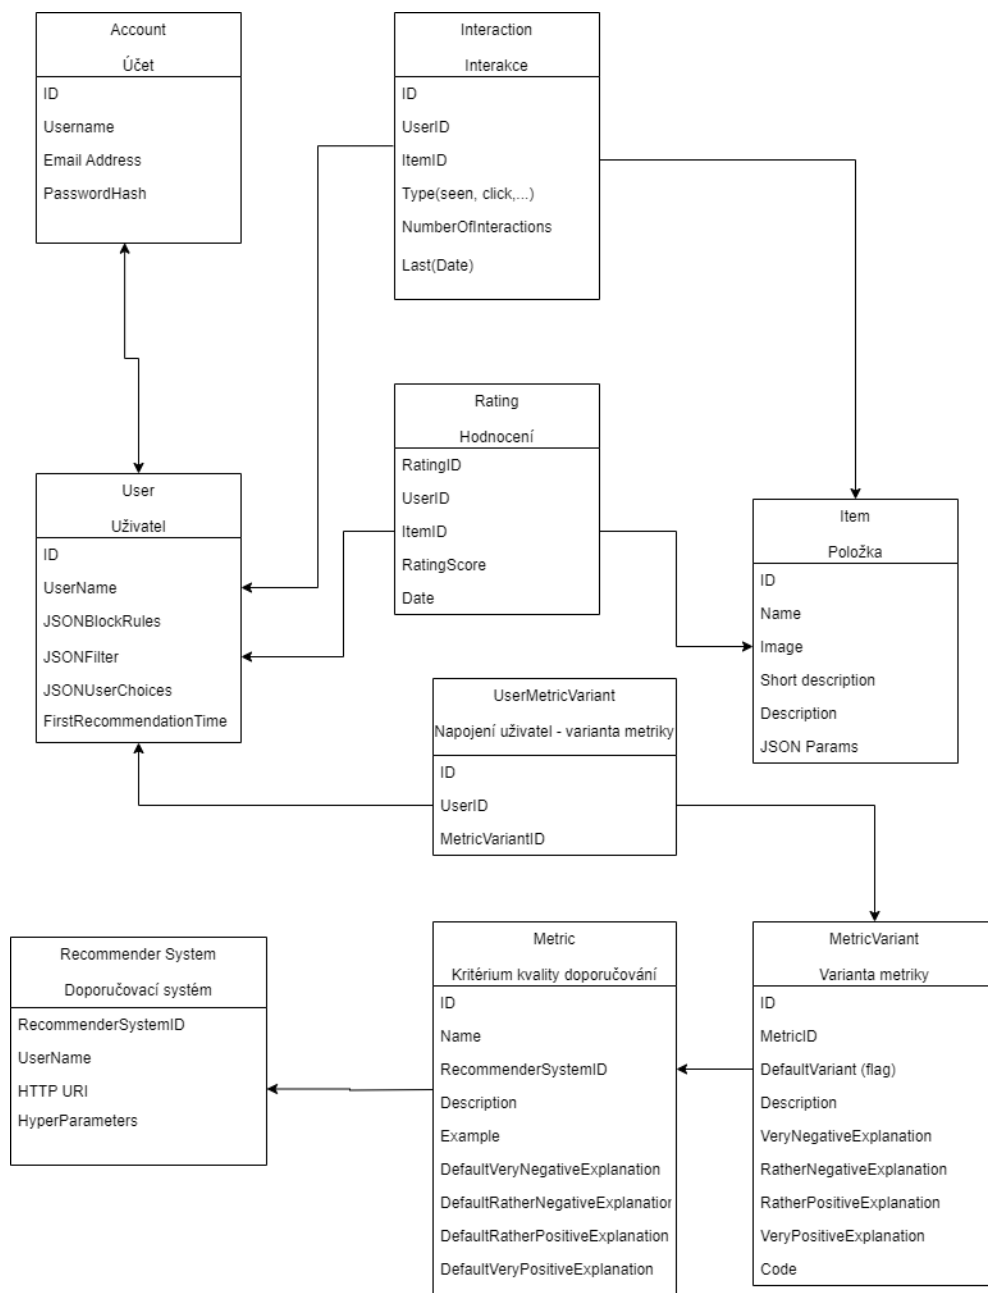 Account
Účet
ID
Username
Email Address
PasswordHash
Interaction
Interakce
ID
UserID
ItemID
Type(seen, click,...)
NumberOfInteractions
Last(Date)
Rating
Hodnocení
RatingID
UserID
ItemID
RatingScore
Date
User
Uživatel
ID
UserName
JSONBlockRules
JSONFilter
JSONUserChoices
FirstRecommendationTime
Item
Položka
ID
Name
Image
Short description
Description
JSON Params
UserMetricVariant
Napojení uživatel - varianta metriky
ID
UserID
MetricVariantID
Recommender System
Doporučovací systém
RecommenderSystemID
UserName
HTTP URI
HyperParameters
Metric
Kritérium kvality doporučování
ID
Name
RecommenderSystemID
Description
Example
DefaultVeryNegativeExplanation
DefaultRatherNegativeExplanation
DefaultRatherPositiveExplanation
DefaultVeryPositiveExplanation
MetricVariant
Varianta metriky
ID
MetricID
DefaultVariant (flag)
Description
VeryNegativeExplanation
RatherNegativeExplanation
RatherPositiveExplanation
VeryPositiveExplanation
Code